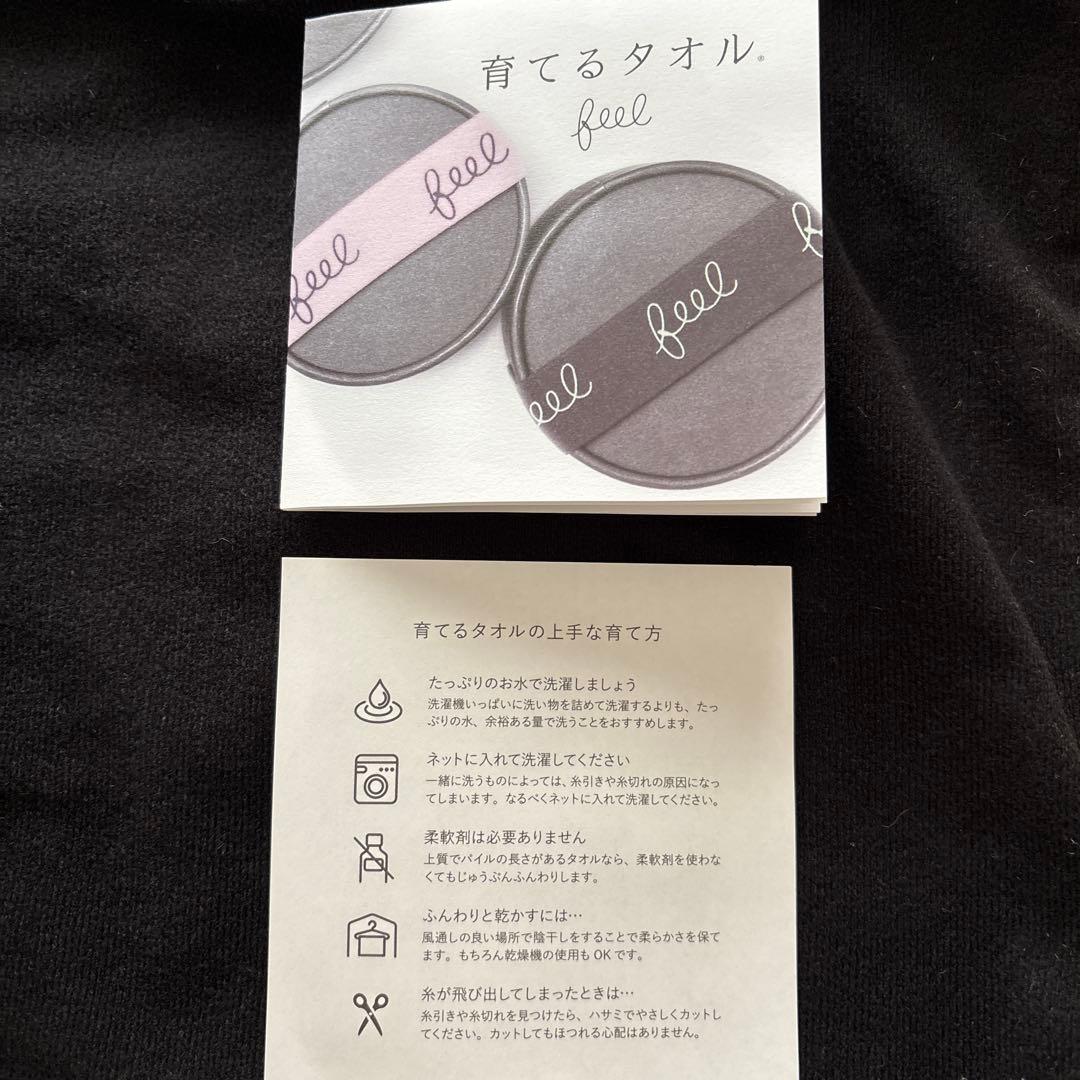 育てるタオル®
feel
feel
feel
feel
feel
育てるタオルの上手な育て方
たっぷりのお水で洗濯しましょう
洗濯機いっぱいに洗い物を詰めて洗濯するよりも、たっ
ぷりの水、余裕ある量で洗うことをおすすめします。
ネットに入れて洗濯してください
一緒に洗うものによっては、糸引きや糸切れの原因になっ
てしまいます。なるべくネットに入れて洗濯してください。
柔軟剤は必要ありません
上質でパイルの長さがあるタオルなら、柔軟剤を使わな
くてもじゅうぶんふんわりします。
ふんわりと乾かすには…
風通しの良い場所で陰干しをすることで柔らかさを保て
ます。もちろん乾燥機の使用もOKです。
糸が飛び出してしまったときは…
糸引きや糸切れを見つけたら、ハサミでやさしくカットし
てください。カットしてもほつれる心配はありません。